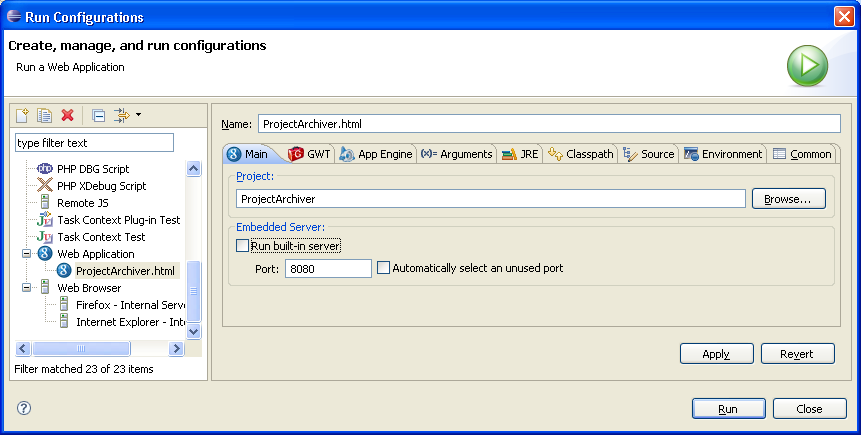 Run Configurations
Create, manage, and run configurations
Run a Web Application
type filter text
PHP DBG Script
PHP XDebug Script
Remote JS
Task Context Plug-in Test
Task Context Test
Web Application
ProjectArchiver.html
Web Browser
Firefox - Internal Serve
Internet Explorer - Inte
Filter matched 23 of 23 items
Name: ProjectArchiver.html
Main GWT App Engine (x)= Arguments JRE Classpath Source Environment Common
Project:
ProjectArchiver Browse...
Embedded Server:
Run built-in server
Port: 8080 Automatically select an unused port
Apply Revert
Run Close